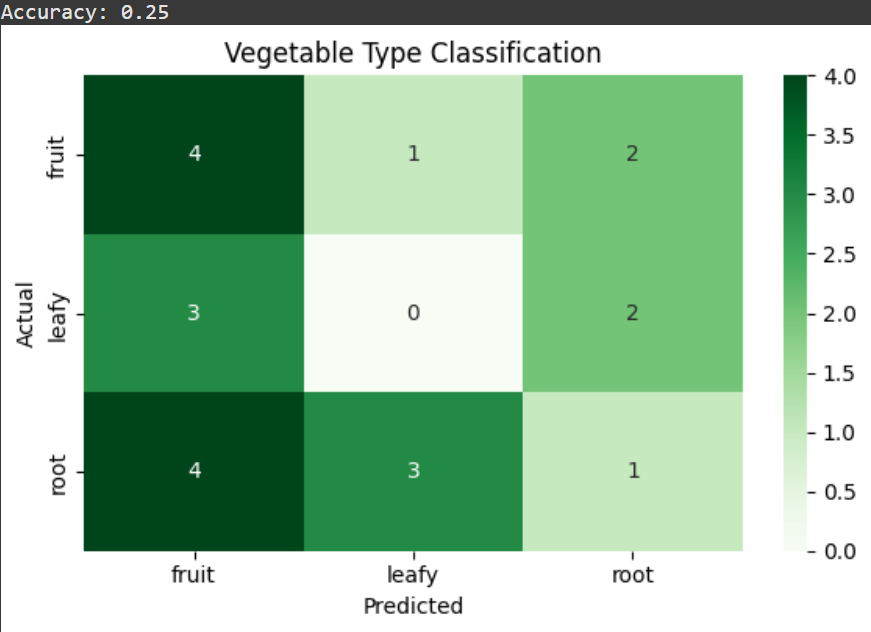 Accuracy: 0.25
Vegetable Type Classification
4.0
3.5
3.0
2.5
2.0
1.5
1.0
0.5
0.0
Actual
fruit
4 1 2
leafy
3 0 2
root
4 3 1
fruit leafy root
Predicted